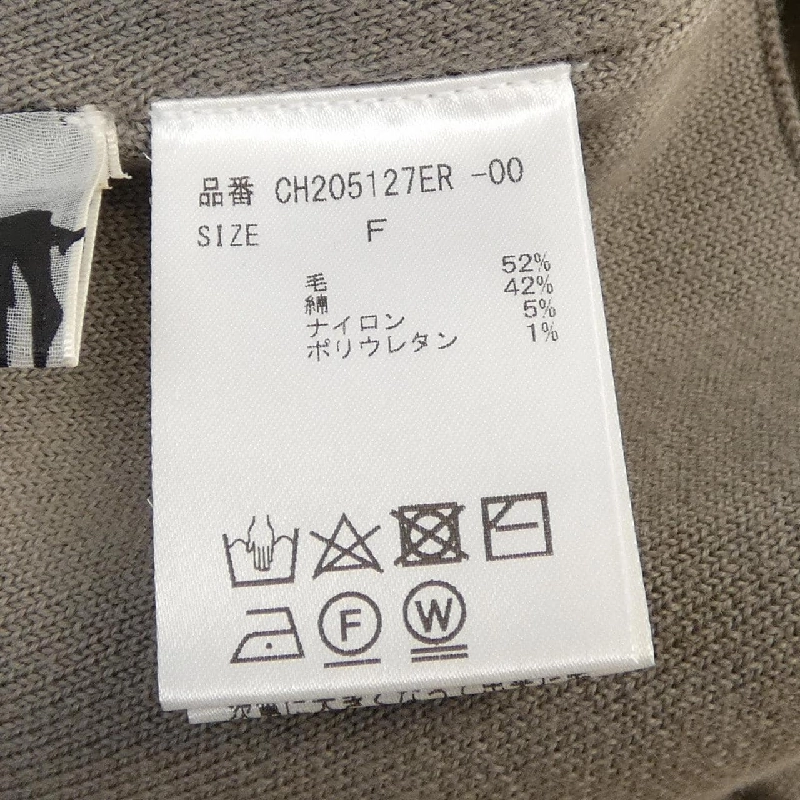 品番 CH205127ER -00
SIZE F
毛 52%
綿 42%
ナイロン 5%
ポリウレタン 1%
F W